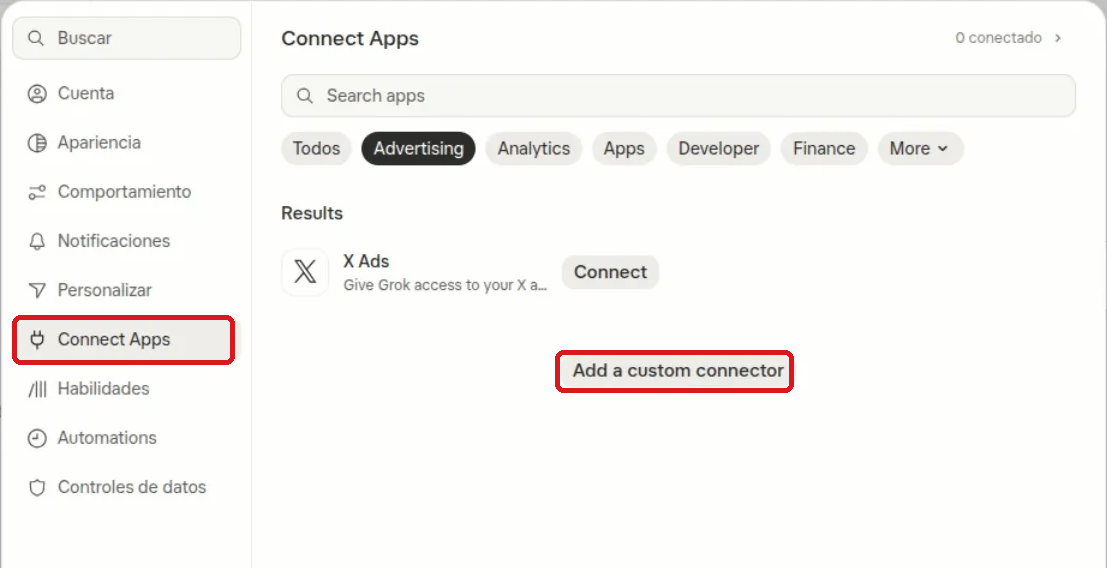 Buscar
Cuenta
Apariencia
Comportamiento
Notificaciones
Personalizar
Connect Apps
Habilidades
Automations
Controles de datos
Connect Apps
0 conectado
Search apps
Todos
Advertising
Analytics
Apps
Developer
Finance
More
Results
X Ads
Give Grok access to your X a...
Connect
Add a custom connector